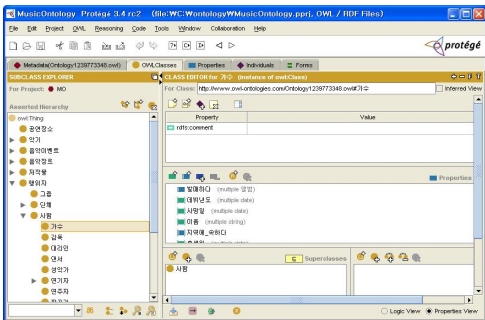 MusicOntology Protégé 3.4 rc2 (file:\C:\ontology\MusicOntology.pprj, OWL / RDF Files)
File Edit Project OWL Reasoning Code Tools Window Collaboration Help
protégé
Metadata(Ontology1239773348.owl) OWLClasses Properties Individuals Forms
SUBCLASS EXPLORER
CLASS EDITOR for 가수 (instance of owl:Class)
For Project: MO
For Class: http://www.owl-ontologies.com/Ontology1239773348.owl#가수
Inferred View
Asserted Hierarchy
Property Value
rdfs:comment
owl:Thing
공연장소
악기
음악이벤트
음악장르
저작물
행위자
그룹
단체
사람
가수
감독
대리인
댄서
성악가
연기자
연주자
Properties
발매하다 (multiple 앨범)
데뷔년도 (multiple date)
사망일 (multiple date)
이름 (multiple string)
지역에_속하다
Superclasses
사람
Logic View Properties View